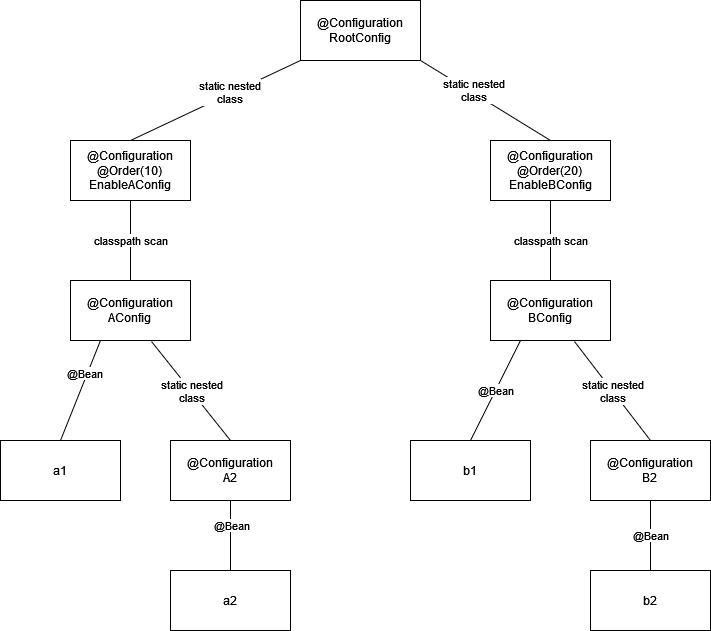 @Configuration
RootConfig
static nested
class
static nested
class
@Configuration
@Order(10)
EnableAConfig
@Configuration
@Order(20)
EnableBConfig
classpath scan
classpath scan
@Configuration
AConfig
@Configuration
BConfig
@Bean
static nested
class
@Bean
static nested
class
a1
@Configuration
A2
b1
@Configuration
B2
@Bean
@Bean
a2
b2